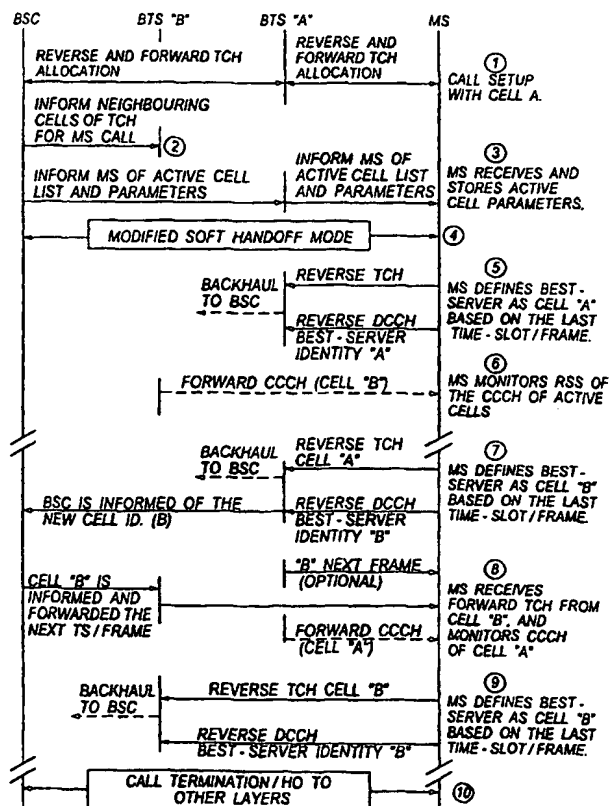 BSC BTS "B" BTS "A" MS
REVERSE AND FORWARD TCH
ALLOCATION
REVERSE AND
FORWARD TCH
ALLOCATION
①
CALL SETUP
WITH CELL A.
INFORM NEIGHBOURING
CELLS OF TCH
FOR MS CALL
②
INFORM MS OF ACTIVE CELL
LIST AND PARAMETERS
INFORM MS OF
ACTIVE CELL LIST
AND PARAMETERS
③
MS RECEIVES AND
STORES ACTIVE
CELL PARAMETERS.
MODIFIED SOFT HANDOFF MODE
④
BACKHAUL
TO BSC
REVERSE TCH
REVERSE DCCH
BEST - SERVER
IDENTITY "A"
⑤
MS DEFINES BEST-
SERVER AS CELL "A"
BASED ON THE LAST
TIME - SLOT / FRAME.
FORWARD CCCH (CELL "B")
⑥
MS MONITORS RSS OF
THE CCCH OF ACTIVE
CELLS
BACKHAUL
TO BSC
REVERSE TCH
CELL "A"
⑦
MS DEFINES BEST-
SERVER AS CELL "B"
BASED ON THE LAST
TIME - SLOT / FRAME.
BSC IS INFORMED OF THE
NEW CELL ID. (B)
REVERSE DCCH
BEST - SERVER
IDENTITY "B"
"B" NEXT FRAME
(OPTIONAL)
⑧
CELL "B" IS
INFORMED AND
FORWARDED THE
NEXT TS / FRAME
MS RECEIVES
FORWARD TCH FROM
CELL "B", AND
MONITORS CCCH
OF CELL "A"
FORWARD CCCH
(CELL "A")
⑨
BACKHAUL
TO BSC
REVERSE TCH CELL "B"
REVERSE DCCH
BEST - SERVER IDENTITY "B"
MS DEFINES BEST-
SERVER AS CELL "B"
BASED ON THE LAST
TIME - SLOT / FRAME.
CALL TERMINATION / HO TO
OTHER LAYERS
⑩